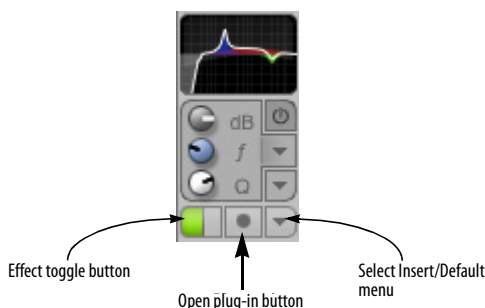 dB
f
Q
Effect toggle button
Open Plug-in button
Select Insert/Default
menu